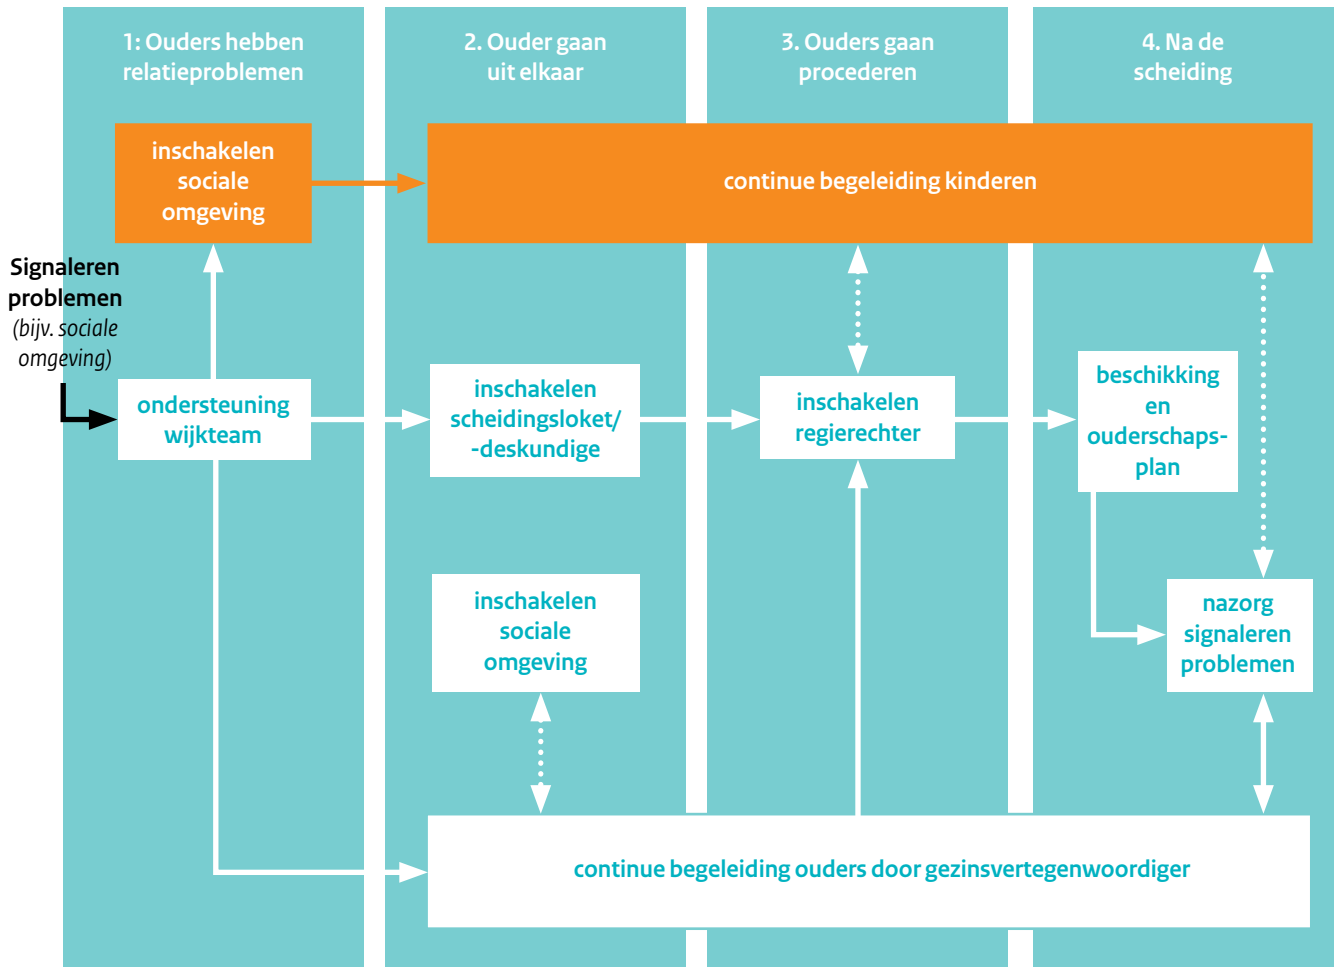 1: Ouders hebben
relatieproblemen
2. Ouder gaan
uit elkaar
3. Ouders gaan
procederen
4. Na de
scheiding
inschakelen
sociale
omgeving
continue begeleiding kinderen
Signaleren
problemen
(bijv. sociale
omgeving)
ondersteuning
wijkteam
inschakelen
scheidingsloket/
-deskundige
inschakelen
regierechter
beschikking
en
ouderschaps-
plan
inschakelen
sociale
omgeving
nazorg
signaleren
problemen
continue begeleiding ouders door gezinsvertegenwoordiger